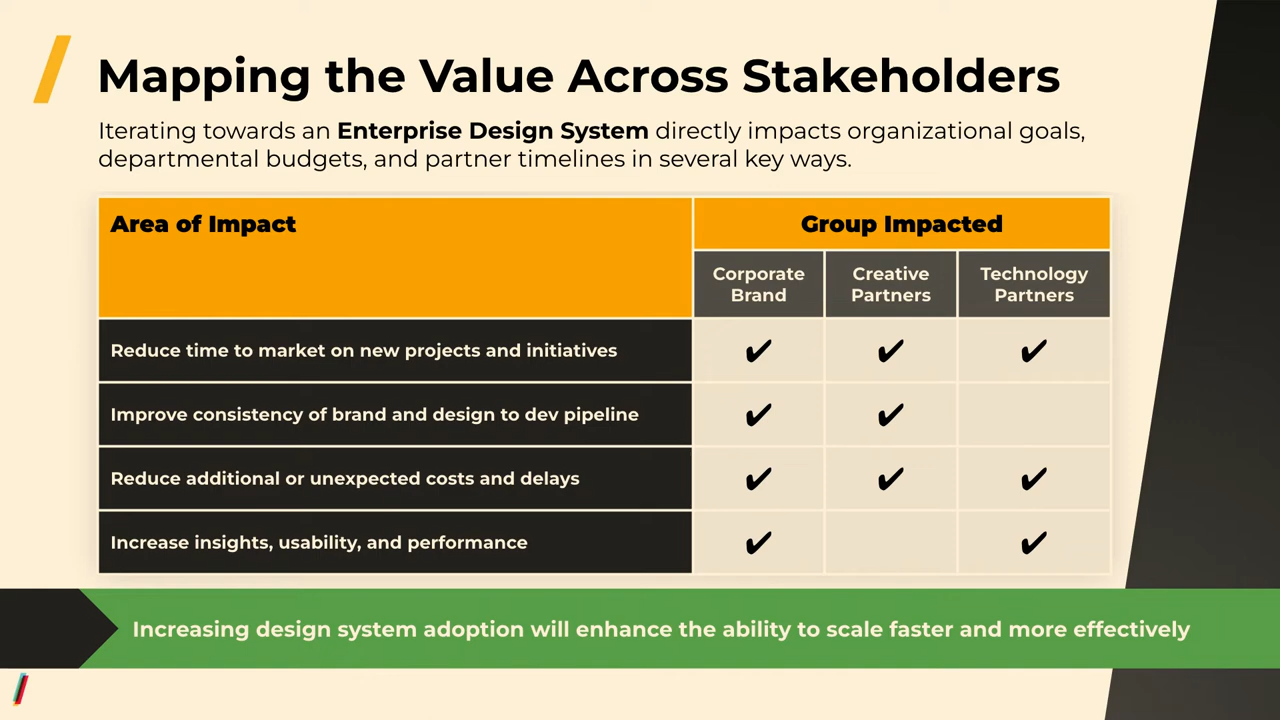 Mapping the Value Across Stakeholders
Iterating towards an Enterprise Design System directly impacts organizational goals,
departmental budgets, and partner timelines in several key ways.
Area of Impact
Group Impacted
Corporate
Brand
Creative
Partners
Technology
Partners
Reduce time to market on new projects and initiatives ✔ ✔ ✔
Improve consistency of brand and design to dev pipeline ✔ ✔
Reduce additional or unexpected costs and delays ✔ ✔ ✔
Increase insights, usability, and performance ✔ ✔
Increasing design system adoption will enhance the ability to scale faster and more effectively